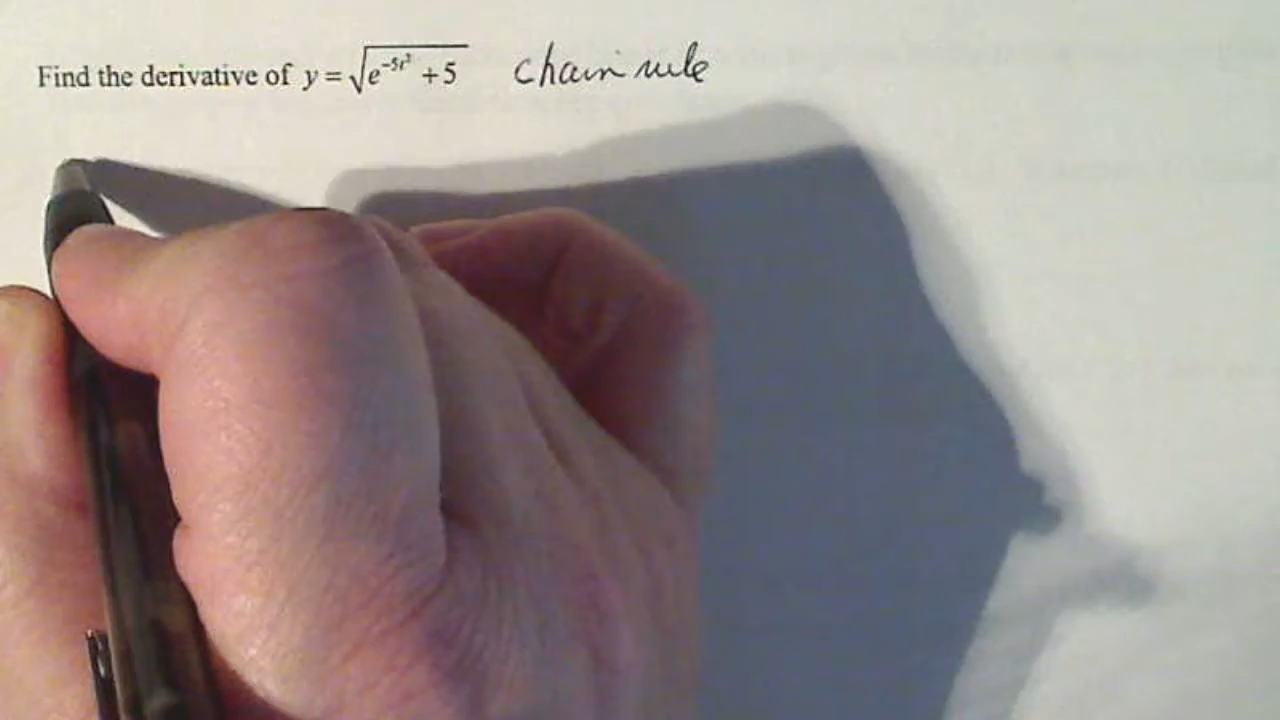 Find the derivative of y = √(e^(-5t²) + 5) chain rule